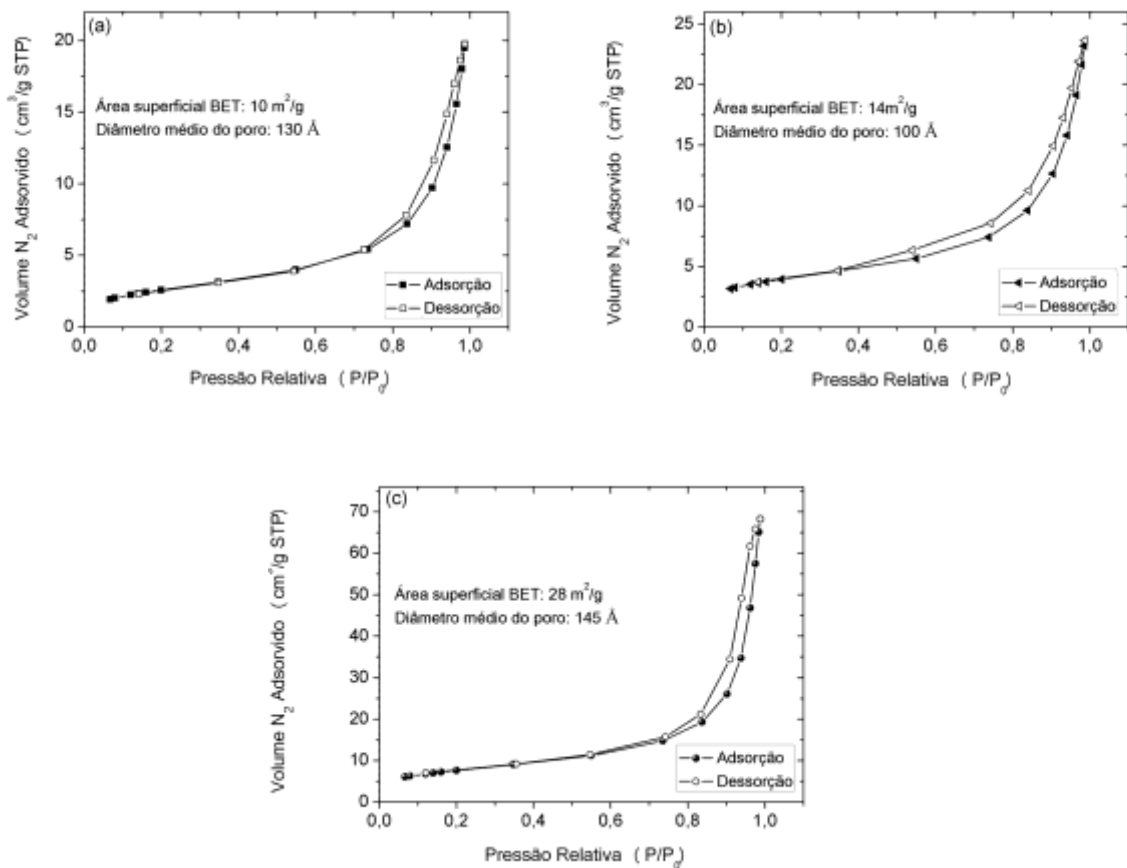 (a)
Volume N₂ Adsorvido (cm³/g STP)
20
15
10
5
0
Área superficial BET: 10 m²/g
Diâmetro médio do poro: 130 Å
Adsorção
Dessorção
0,0 0,2 0,4 0,6 0,8 1,0
Pressão Relativa ( P/P₀)
(b)
Volume N₂ Adsorvido (cm³/g STP)
25
20
15
10
5
0
Área superficial BET: 14m²/g
Diâmetro médio do poro: 100 Å
Adsorção
Dessorção
0,0 0,2 0,4 0,6 0,8 1,0
Pressão Relativa ( P/P₀)
(c)
Volume N₂ Adsorvido (cm³/g STP)
70
60
50
40
30
20
10
0
Área superficial BET: 28 m²/g
Diâmetro médio do poro: 145 Å
Adsorção
Dessorção
0,0 0,2 0,4 0,6 0,8 1,0
Pressão Relativa ( P/P₀)